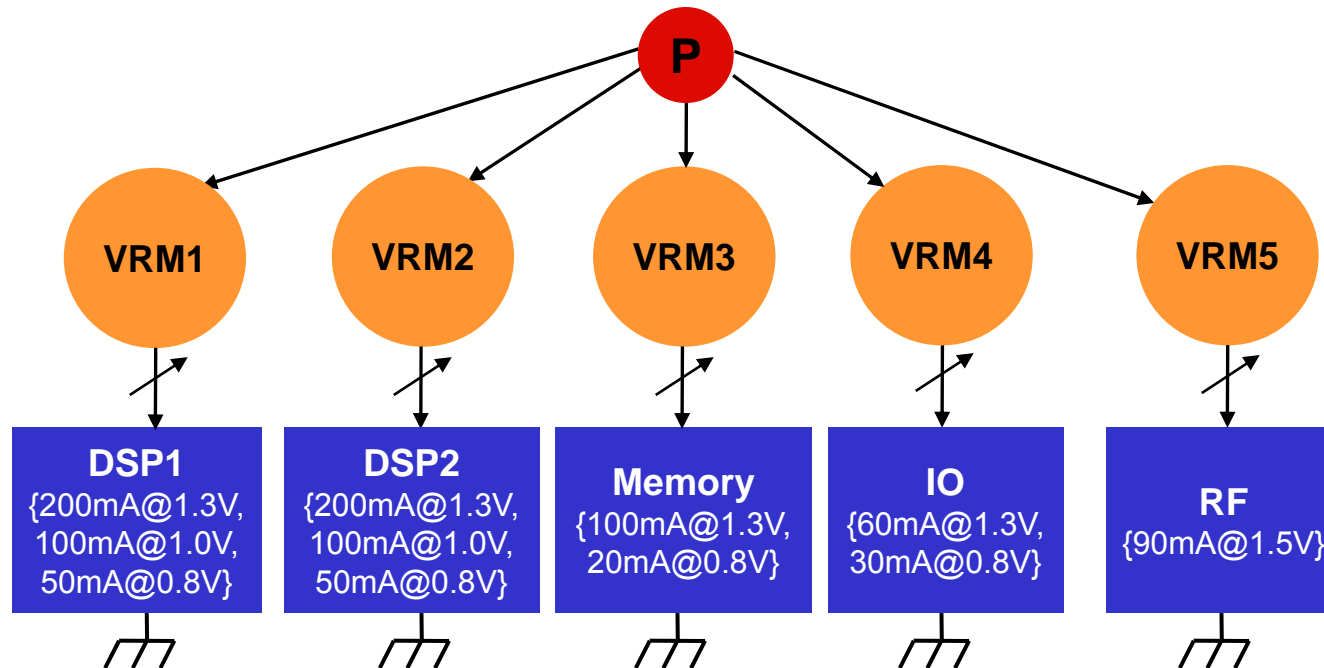 P
VRM1
VRM2
VRM3
VRM4
VRM5
DSP1
{200mA@1.3V,
100mA@1.0V,
50mA@0.8V}
DSP2
{200mA@1.3V,
100mA@1.0V,
50mA@0.8V}
Memory
{100mA@1.3V,
20mA@0.8V}
IO
{60mA@1.3V,
30mA@0.8V}
RF
{90mA@1.5V}